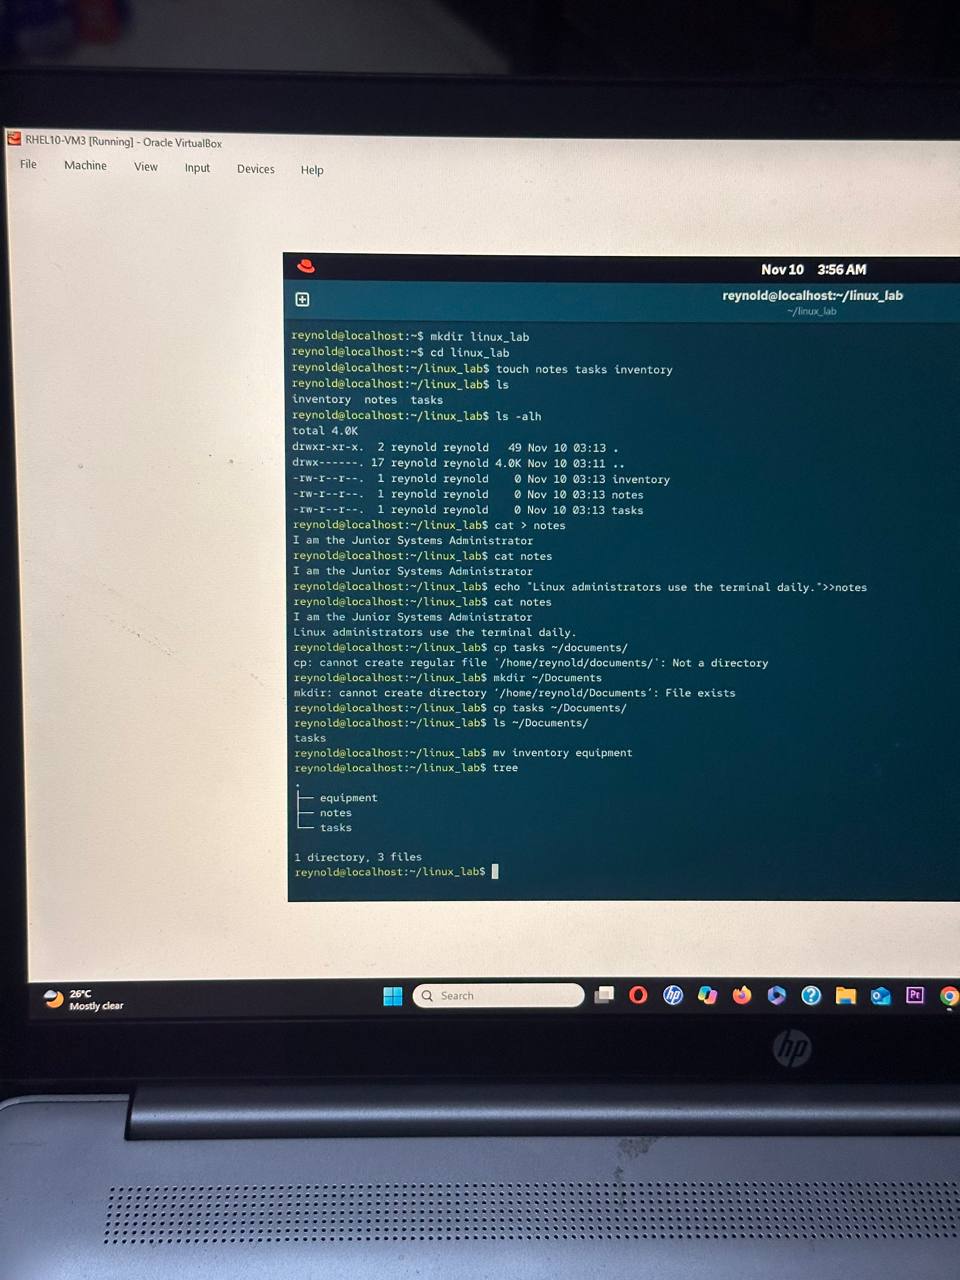 RHEL10-VM3 [Running] - Oracle VirtualBox
File Machine View Input Devices Help
Nov 10 3:56 AM
reynold@localhost:~/linux_lab
~/linux_lab
reynold@localhost:~$ mkdir linux_lab
reynold@localhost:~$ cd linux_lab
reynold@localhost:~/linux_lab$ touch notes tasks inventory
reynold@localhost:~/linux_lab$ ls
inventory  notes  tasks
reynold@localhost:~/linux_lab$ ls -alh
total 4.0K
drwxr-xr-x.  2 reynold reynold   49 Nov 10 03:13 .
drwx------. 17 reynold reynold 4.0K Nov 10 03:11 ..
-rw-r--r--.  1 reynold reynold    0 Nov 10 03:13 inventory
-rw-r--r--.  1 reynold reynold    0 Nov 10 03:13 notes
-rw-r--r--.  1 reynold reynold    0 Nov 10 03:13 tasks
reynold@localhost:~/linux_lab$ cat > notes
I am the Junior Systems Administrator
reynold@localhost:~/linux_lab$ cat notes
I am the Junior Systems Administrator
reynold@localhost:~/linux_lab$ echo "Linux administrators use the terminal daily.">>notes
reynold@localhost:~/linux_lab$ cat notes
I am the Junior Systems Administrator
Linux administrators use the terminal daily.
reynold@localhost:~/linux_lab$ cp tasks ~/documents/
cp: cannot create regular file '/home/reynold/documents/': Not a directory
reynold@localhost:~/linux_lab$ mkdir ~/Documents
mkdir: cannot create directory '/home/reynold/Documents': File exists
reynold@localhost:~/linux_lab$ cp tasks ~/Documents/
reynold@localhost:~/linux_lab$ ls ~/Documents/
tasks
reynold@localhost:~/linux_lab$ mv inventory equipment
reynold@localhost:~/linux_lab$ tree
.
├── equipment
├── notes
└── tasks
1 directory, 3 files
reynold@localhost:~/linux_lab$
26°C
Mostly clear
Search
hp
Pr
hp